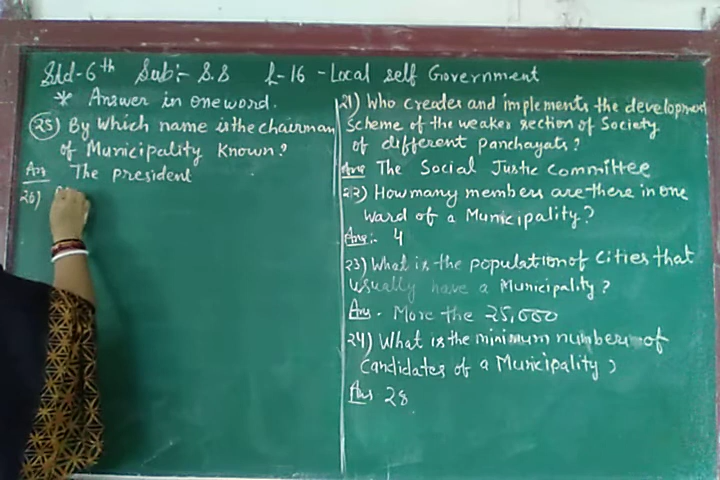 Std-6th Sub:- S.S L-16 - Local self Government
* Answer in one word.
25) By which name is the chairman
of Municipality known?
Ans The president
26)
21) Who creates and implements the development
scheme of the weaker section of Society
of different panchayats?
Ans The Social Justic committee
22) How many members are there in one
ward of a Municipality?
Ans:- 4
23) What is the population of Cities that
usually have a Municipality?
Ans. More the 25,000
24) What is the minimum number of
candidates of a Municipality?
Ans 28